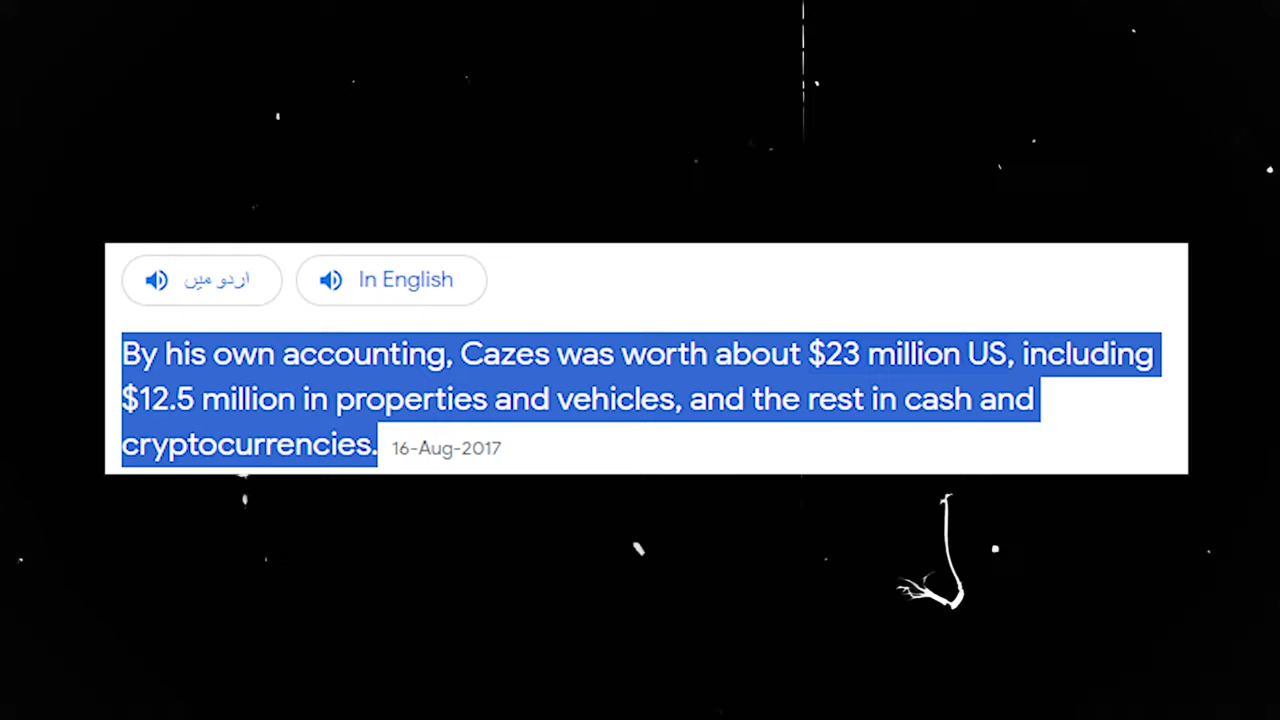 اردو میں
In English
By his own accounting, Cazes was worth about $23 million US, including
$12.5 million in properties and vehicles, and the rest in cash and
cryptocurrencies. 16-Aug-2017